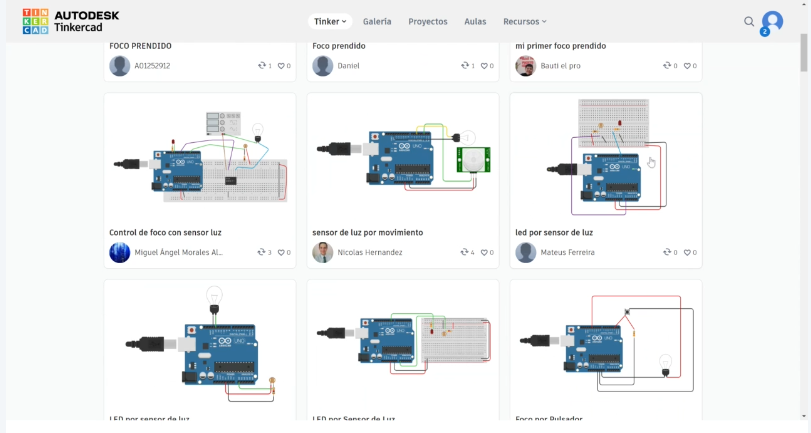 TIN
KER
CAD
AUTODESK
Tinkercad
Tinker
Galería
Proyectos
Aulas
Recursos
2
FOCO PRENDIDO
A01252912
1
0
Foco prendido
Daniel
1
0
mi primer foco prendido
Bauti el pro
0
0
Control de foco con sensor luz
Miguel Ángel Morales Al...
3
0
sensor de luz por movimiento
Nicolas Hernandez
4
0
led por sensor de luz
Mateus Ferreira
0
0
LED por sensor de luz
LED por Sensor de Luz
Foco por Pulsador